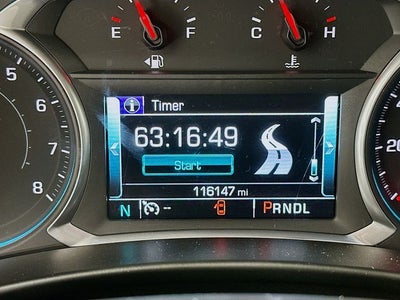 E F C H
Timer
5
6
7
8
63:16:49
Start
116147 mi
N -- PRNDL